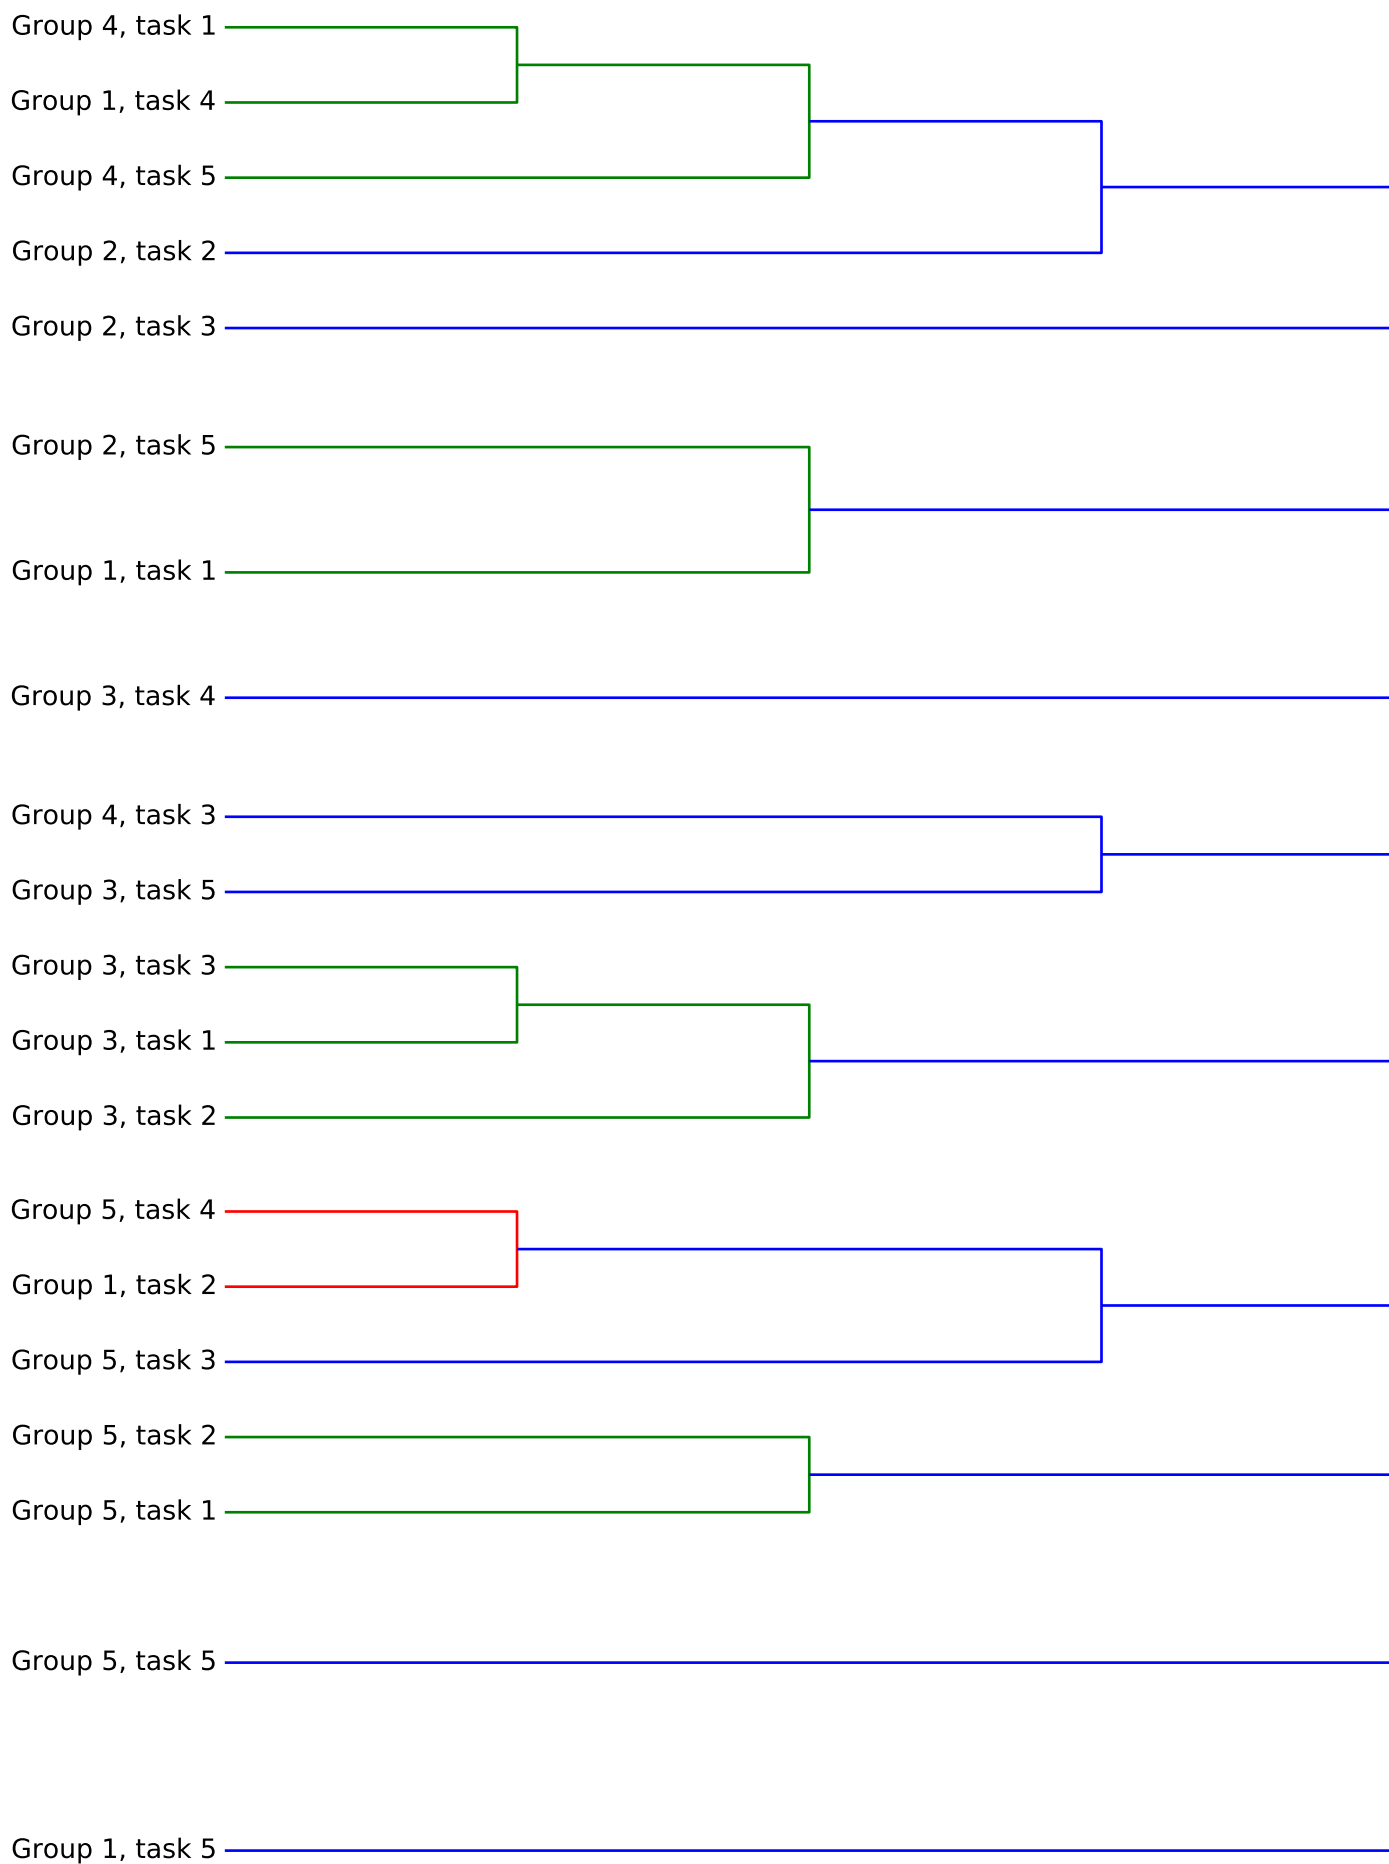 Group 4, task 1
Group 1, task 4
Group 4, task 5
Group 2, task 2
Group 2, task 3
Group 2, task 5
Group 1, task 1
Group 3, task 4
Group 4, task 3
Group 3, task 5
Group 3, task 3
Group 3, task 1
Group 3, task 2
Group 5, task 4
Group 1, task 2
Group 5, task 3
Group 5, task 2
Group 5, task 1
Group 5, task 5
Group 1, task 5